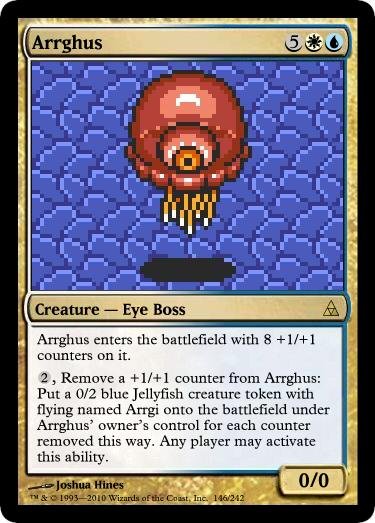 Arrghus 5
Creature — Eye Boss
Arrghus enters the battlefield with 8 +1/+1
counters on it.
2, Remove a +1/+1 counter from Arrghus:
Put a 0/2 blue Jellyfish creature token with
flying named Arrgi onto the battlefield under
Arrghus' owner's control for each counter
removed this way. Any player may activate
this ability.
0/0
Joshua Hines
™ & © 1993—2010 Wizards of the Coast, Inc. 146/242